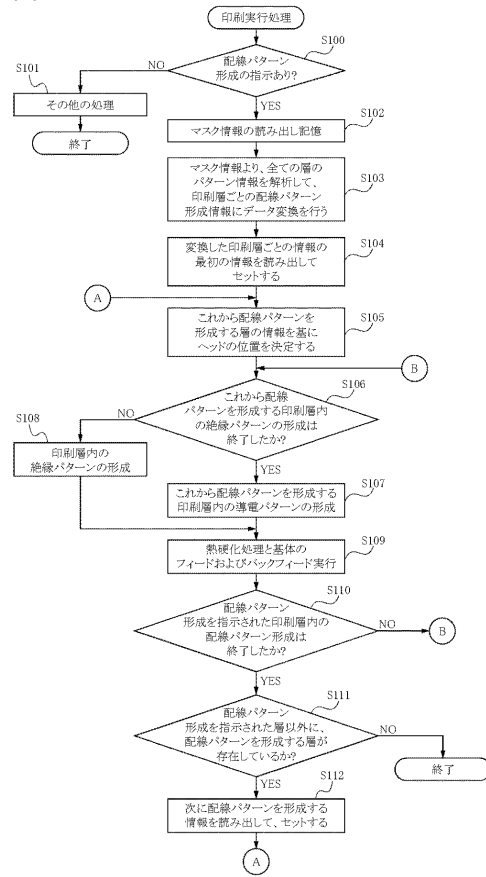 印刷実行処理
S100
配線パターン
形成の指示あり?
NO
S101
その他の処理
終了
YES
S102
マスク情報の読み出し記憶
S103
マスク情報より、全ての層の
パターン情報を解析して、
印刷層ごとの配線パターン
形成情報にデータ変換を行う
S104
変換した印刷層ごとの情報の
最初の情報を読み出して
セットする
A
S105
これから配線パターンを
形成する層の情報を基に
ヘッドの位置を決定する
B
S106
これから配線
パターンを形成する印刷層内
の絶縁パターンの形成は
終了したか?
NO
S108
印刷層内の
絶縁パターンの形成
YES
S107
これから配線パターンを形成する
印刷層内の導電パターンの形成
S109
熱硬化処理と基体の
フィードおよびバックフィード実行
S110
配線パターン
形成を指示された印刷層内の
配線パターン形成は
終了したか?
NO
B
YES
S111
配線パターン
形成を指示された層以外に、
配線パターンを形成する層が
存在しているか?
NO
終了
YES
S112
次に配線パターンを形成する
情報を読み出して、セットする
A